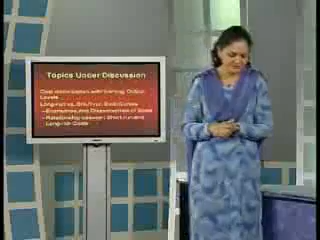 Topics Under Discussion
Cost Minimization with Varying Output
Levels
Long-run vs. Short-run Cost Curves
–Economies and Diseconomies of Scale
–Relationship between Short-run and
Long-run Costs